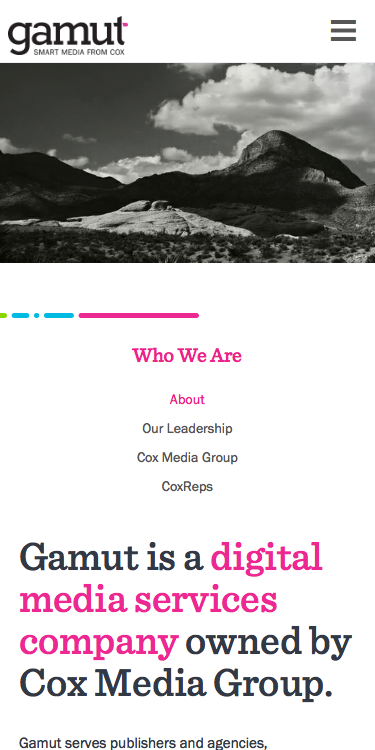 gamut
SMART MEDIA FROM COX
Who We Are
About
Our Leadership
Cox Media Group
CoxReps
Gamut is a digital
media services
company owned by
Cox Media Group.
Gamut serves publishers and agencies,